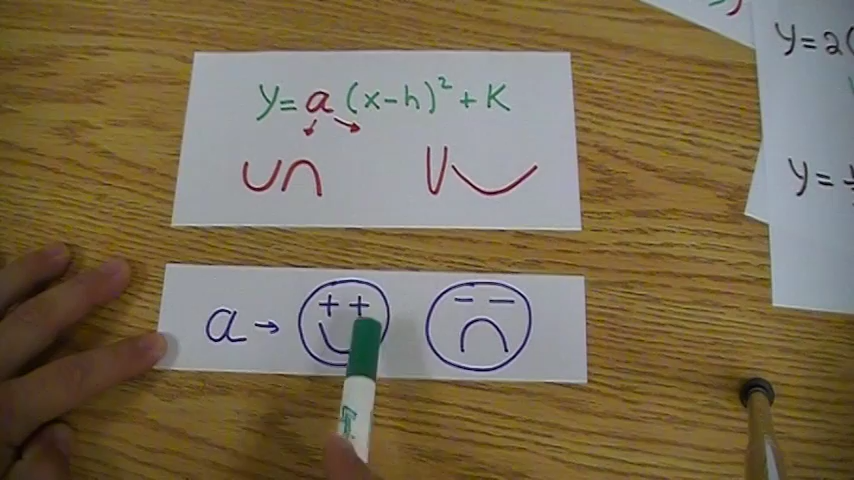 y=a(x-h)²+K
a→ ++ − −
y=2(
y=